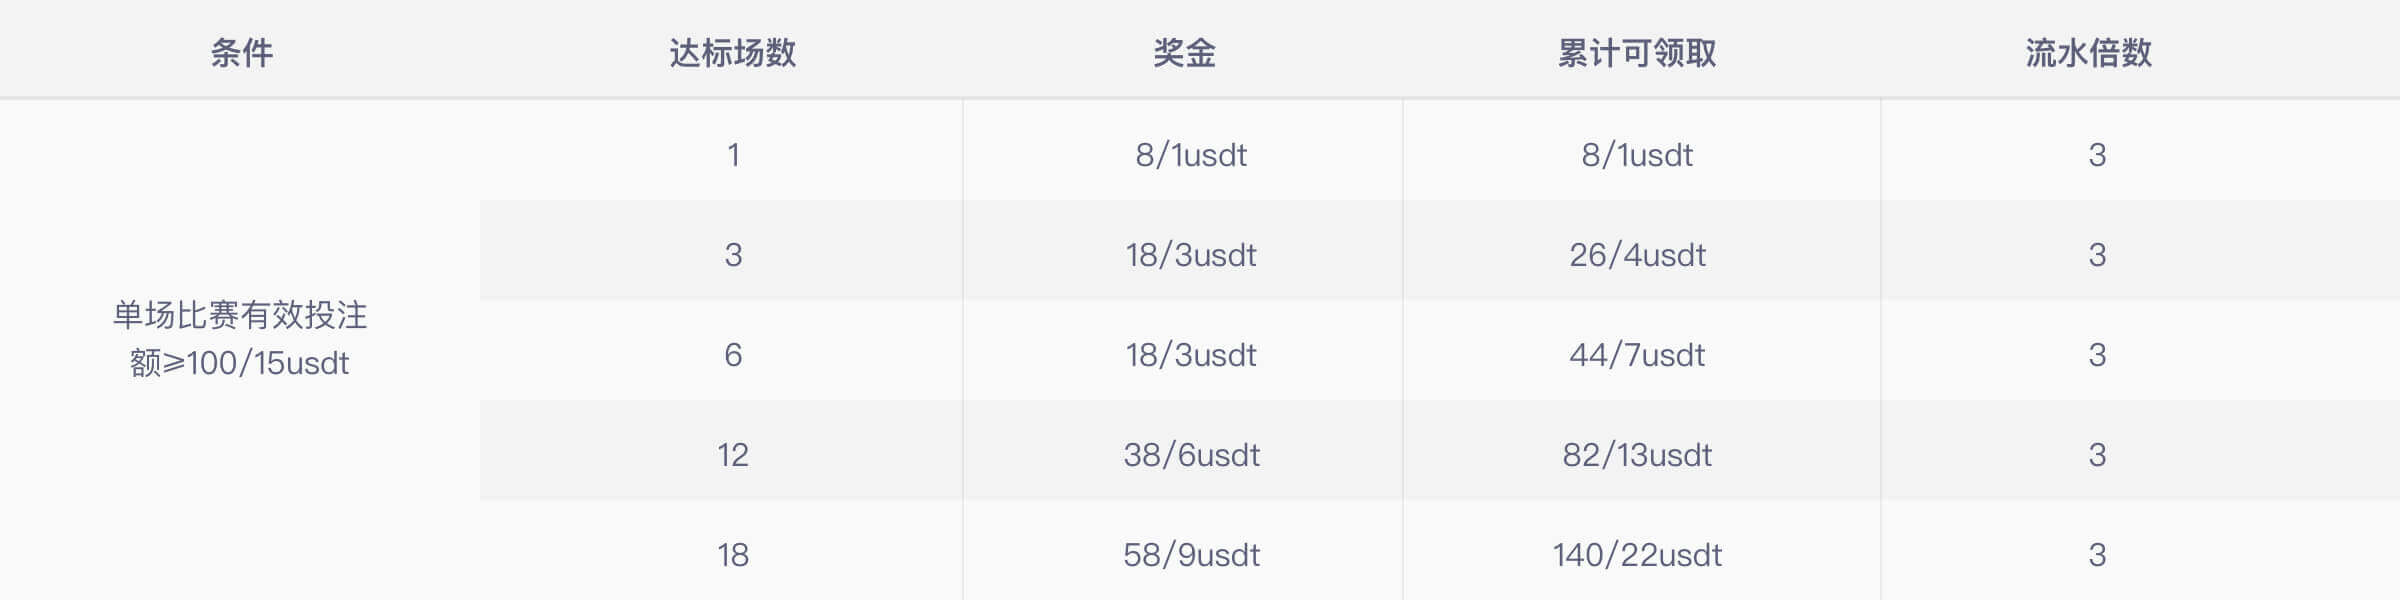 条件 达标场数 奖金 累计可领取 流水倍数
1 8/1usdt 8/1usdt 3
3 18/3usdt 26/4usdt 3
单场比赛有效投注
额≥100/15usdt
6 18/3usdt 44/7usdt 3
12 38/6usdt 82/13usdt 3
18 58/9usdt 140/22usdt 3